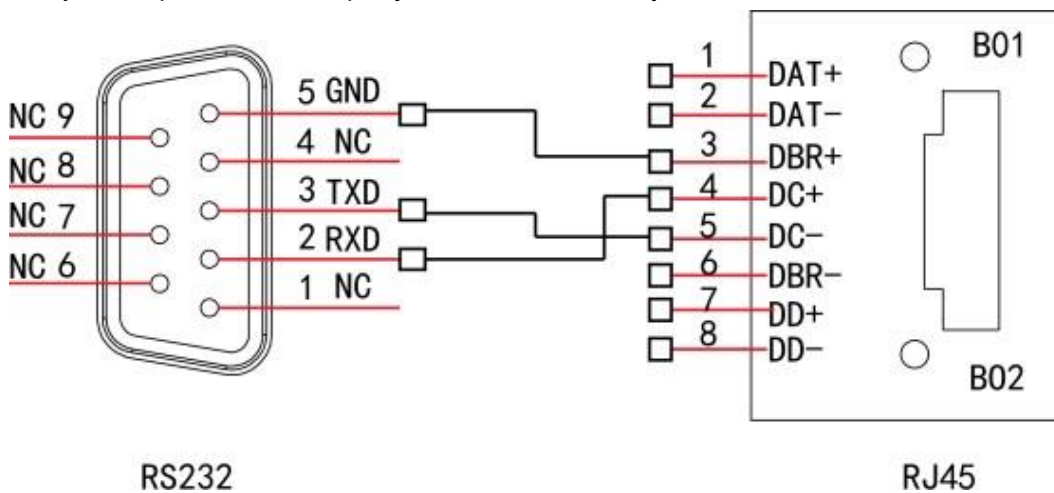 NC 9
NC 8
NC 7
NC 6
5 GND
4 NC
3 TXD
2 RXD
1 NC
1 DAT+
2 DAT-
3 DBR+
4 DC+
5 DC-
6 DBR-
7 DD+
8 DD-
B01
B02
RS232
RJ45